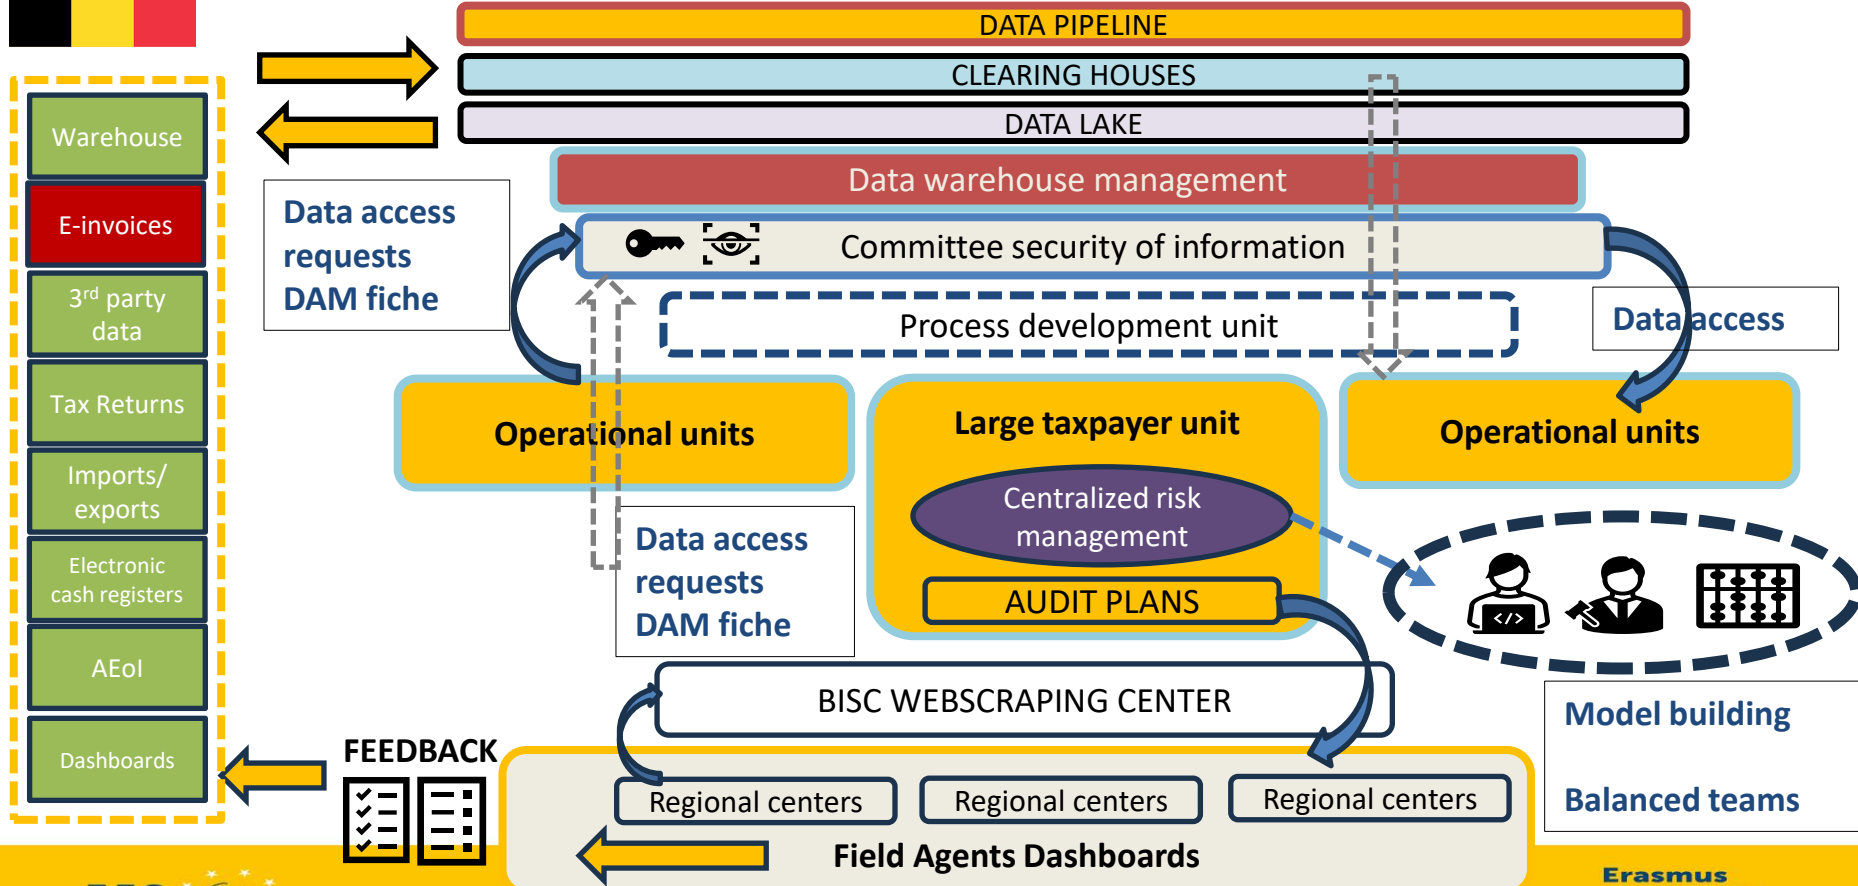 DATA PIPELINE
CLEARING HOUSES
DATA LAKE
Data warehouse management
Committee security of information
Process development unit
Warehouse
E-invoices
3rd party
data
Tax Returns
Imports/
exports
Electronic
cash registers
AEoI
Dashboards
Data access
requests
DAM fiche
Data access
Operational units
Large taxpayer unit
Centralized risk
management
AUDIT PLANS
Operational units
Data access
requests
DAM fiche
</>
BISC WEBSCRAPING CENTER
Model building
Balanced teams
FEEDBACK
Regional centers
Regional centers
Regional centers
Field Agents Dashboards
Erasmus